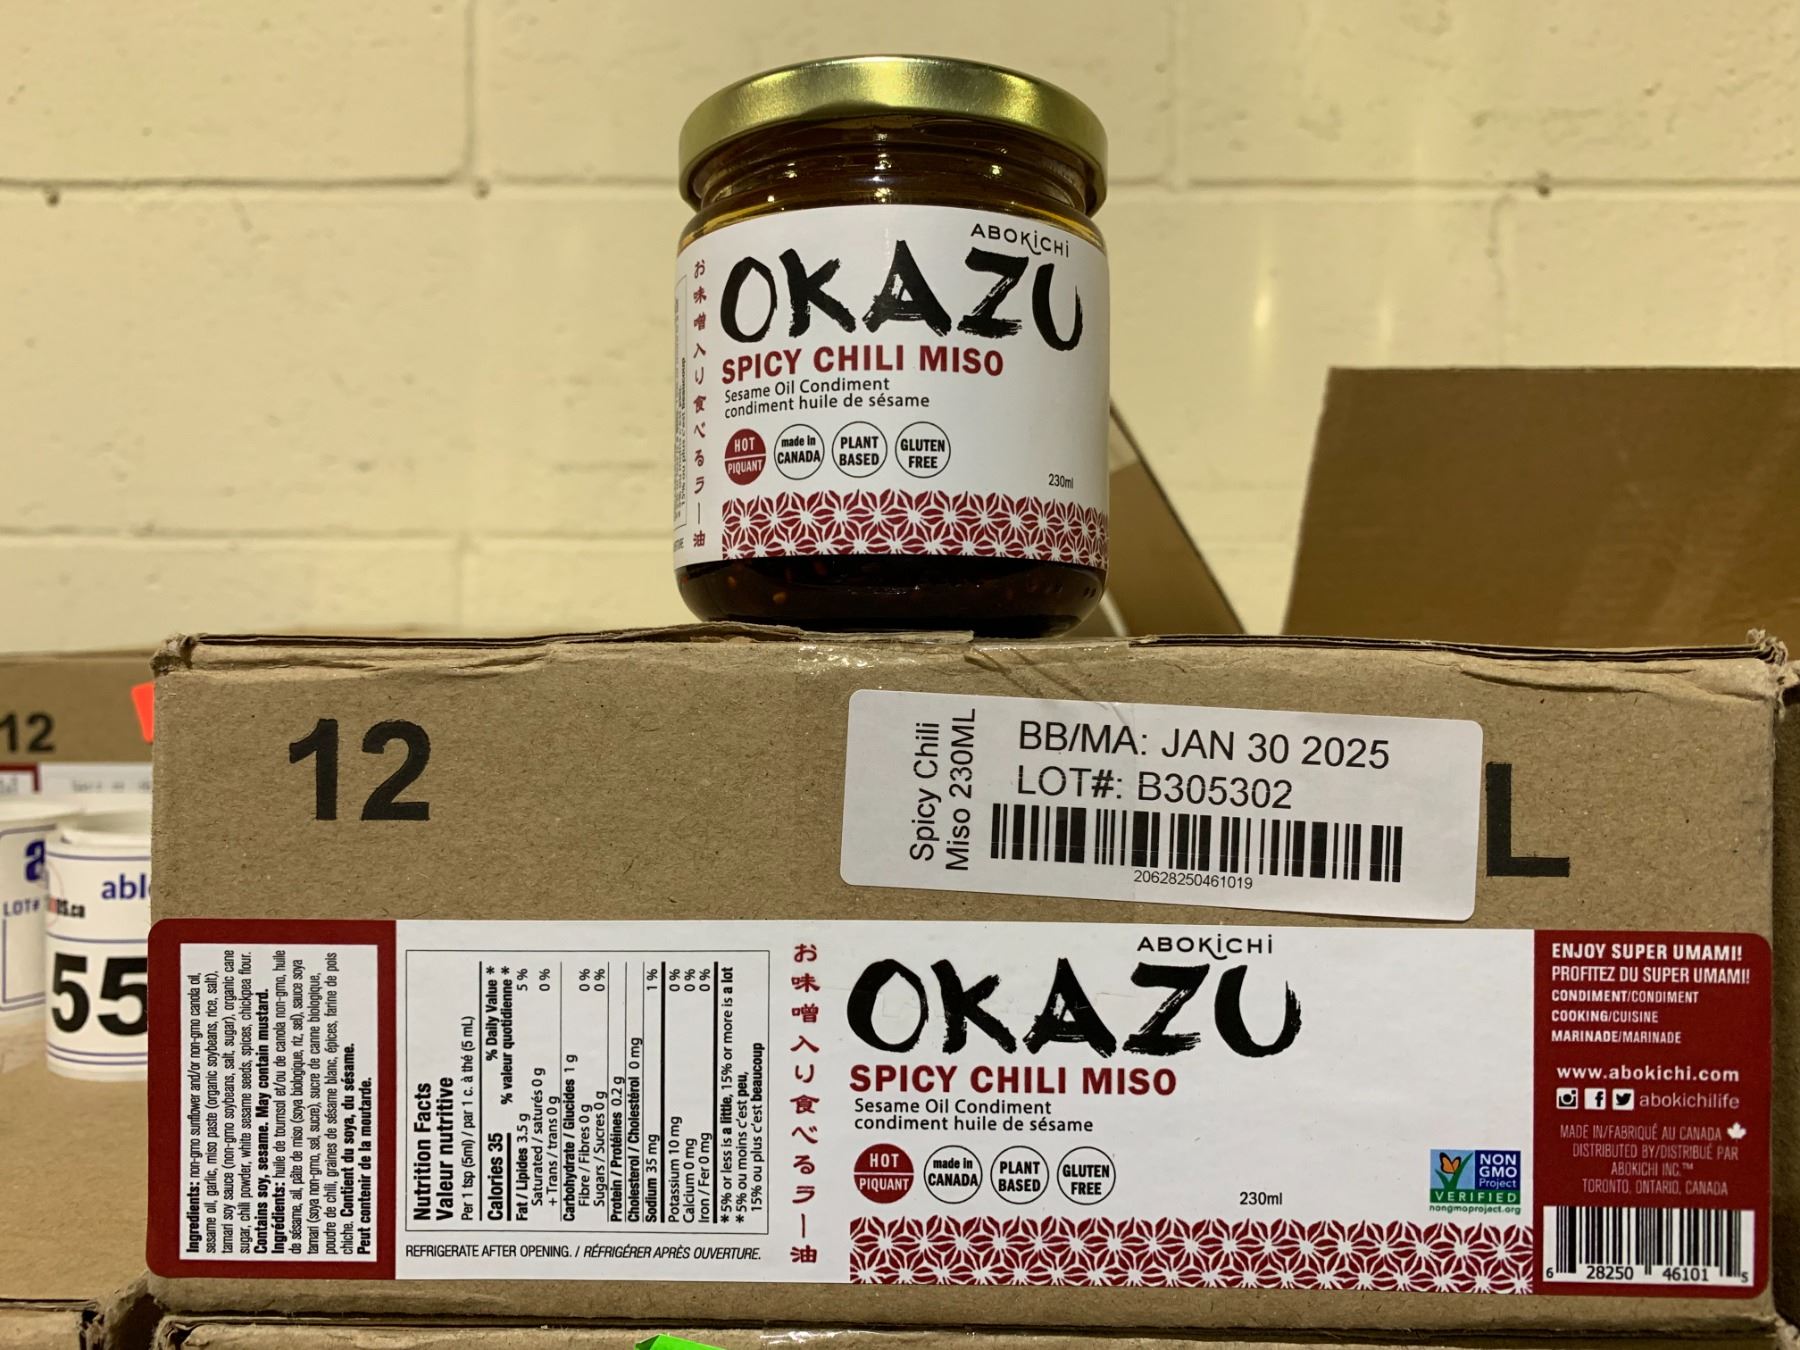 ABOKiCHi
OKAZU
SPICY CHILI MISO
Sesame Oil Condiment
condiment huile de sésame
お味噌入り食べるラー油
HOT
PIQUANT
made in
CANADA
PLANT
BASED
GLUTEN
FREE
230ml
12
12
Spicy Chili
Miso 230ML
BB/MA: JAN 30 2025
LOT#: B305302
20628250461019
L
a
LOT#
abl
55
Ingredients: non-gmo sunflower and/or non-gmo canola oil,
sesame oil, garlic, miso paste (organic soybeans, rice, salt),
tamari soy sauce (non-gmo soybeans, salt, sugar), organic cane
sugar, chili powder, white sesame seeds, spices, chickpea flour.
Contains soy, sesame. May contain mustard.
Ingrédients: huile de tournsol et/ou de canola non-gmo, huile
de sésame, ail, pâte de miso (soya biologique, riz, sel), sauce soya
tamari (soya non-gmo, sel, sucre), sucre de canne biologique,
poudre de chili, graines de sésame blanc, épices, farine de pois
chiche. Contient du soya, du sésame.
Peut contenir de la moutarde.
Nutrition Facts
Valeur nutritive
Per 1 tsp (5ml) / par 1 c. à thé (5 mL)
Calories 35 % Daily Value *
% valeur quotidienne *
Fat / Lipides 3.5 g 5 %
Saturated / saturés 0 g 0 %
+ Trans / trans 0 g
Carbohydrate / Glucides 1 g
Fibre / Fibres 0 g 0 %
Sugars / Sucres 0 g 0 %
Protein / Protéines 0.2 g
Cholesterol / Cholestérol 0 mg
Sodium 35 mg 1 %
Potassium 10 mg 0 %
Calcium 0 mg 0 %
Iron / Fer 0 mg 0 %
*5% or less is a little, 15% or more is a lot
*5% ou moins c'est peu,
15% ou plus c'est beaucoup
REFRIGERATE AFTER OPENING. / RÉFRIGÉRER APRÈS OUVERTURE.
お味噌入り食べるラー油
ABOKiCHi
OKAZU
SPICY CHILI MISO
Sesame Oil Condiment
condiment huile de sésame
HOT
PIQUANT
made in
CANADA
PLANT
BASED
GLUTEN
FREE
230ml
NON
GMO
Project
VERIFIED
nongmoproject.org
ENJOY SUPER UMAMI!
PROFITEZ DU SUPER UMAMI!
CONDIMENT/CONDIMENT
COOKING/CUISINE
MARINADE/MARINADE
www.abokichi.com
abokichilife
MADE IN/FABRIQUÉ AU CANADA
DISTRIBUTED BY/DISTRIBUÉ PAR
ABOKICHI INC.™
TORONTO, ONTARIO, CANADA
6 28250 46101 5